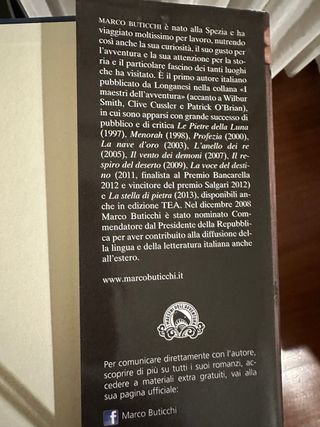 MARCO BUTICCHI è nato alla Spezia e ha
viaggiato moltissimo per lavoro, nutrendo
così anche la sua curiosità, il suo gusto per
l'avventura e la sua attenzione per la sto-
ria e il particolare fascino dei tanti luoghi
che ha visitato. È il primo autore italiano
pubblicato da Longanesi nella collana «I
maestri dell'avventura» (accanto a Wilbur
Smith, Clive Cussler e Patrick O'Brian),
in cui sono apparsi con grande successo di
pubblico e di critica Le Pietre della Luna
(1997), Menorah (1998), Profezia (2000),
La nave d'oro (2003), L'anello dei re
(2005), Il vento dei demoni (2007), Il re-
spiro del deserto (2009), La voce del desti-
no (2011, finalista al Premio Bancarella
2012 e vincitore del premio Salgari 2012)
e La stella di pietra (2013), disponibili an-
che in edizione TEA. Nel dicembre 2008
Marco Buticchi è stato nominato Com-
mendatore dal Presidente della Repubbli-
ca per aver contribuito alla diffusione del-
la lingua e della letteratura italiana anche
all'estero.
www.marcobuticchi.it
Per comunicare direttamente con l'autore,
scoprire di più su tutti i suoi romanzi, ac-
cedere a materiali extra gratuiti, vai alla
sua pagina ufficiale:
f Marco Buticchi